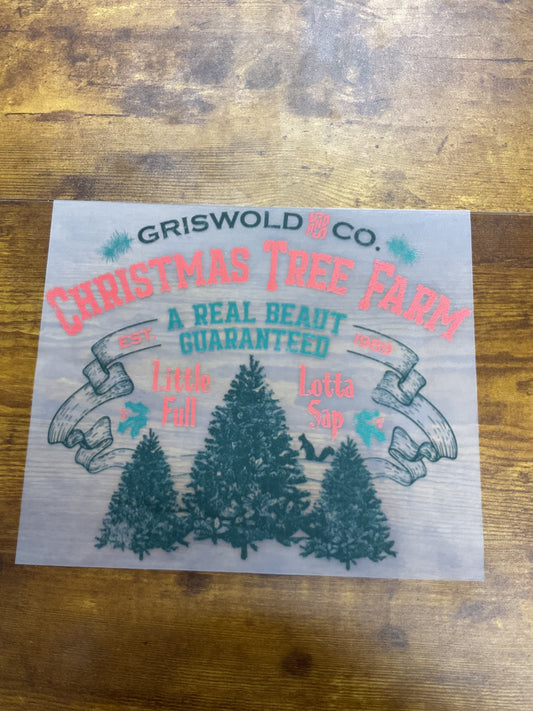 GRISWOLD & CO.
CHRISTMAS TREE FARM
A REAL BEAUT
GUARANTEED
EST. 1989
Little Full
Lotta Sap